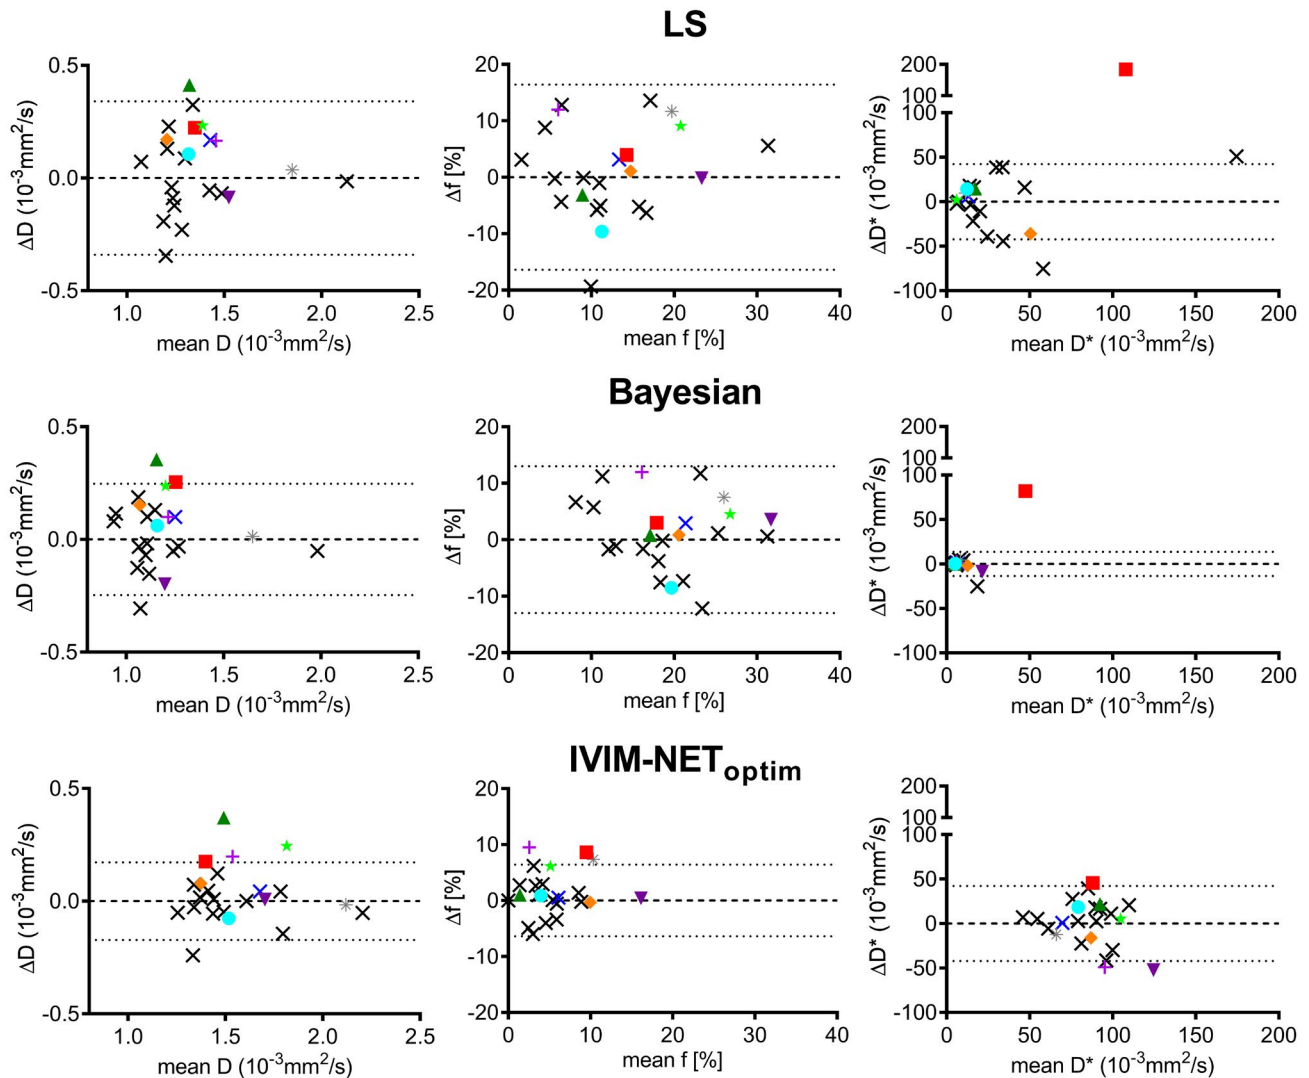 LS
0.5
0.0
-0.5
ΔD (10-3mm2/s)
1.0 1.5 2.0 2.5
mean D (10-3mm2/s)
20
10
0
-10
-20
Δf [%]
0 10 20 30 40
mean f [%]
200
100
100
50
0
-50
-100
ΔD* (10-3mm2/s)
0 50 100 150 200
mean D* (10-3mm2/s)
Bayesian
0.5
0.0
-0.5
ΔD (10-3mm2/s)
1.0 1.5 2.0 2.5
mean D (10-3mm2/s)
20
10
0
-10
-20
Δf [%]
0 10 20 30 40
mean f [%]
200
100
100
50
0
-50
-100
ΔD* (10-3mm2/s)
0 50 100 150 200
mean D* (10-3mm2/s)
IVIM-NEToptim
0.5
0.0
-0.5
ΔD (10-3mm2/s)
1.0 1.5 2.0 2.5
mean D (10-3mm2/s)
20
10
0
-10
-20
Δf [%]
0 10 20 30 40
mean f [%]
200
100
100
50
0
-50
-100
ΔD* (10-3mm2/s)
0 50 100 150 200
mean D* (10-3mm2/s)